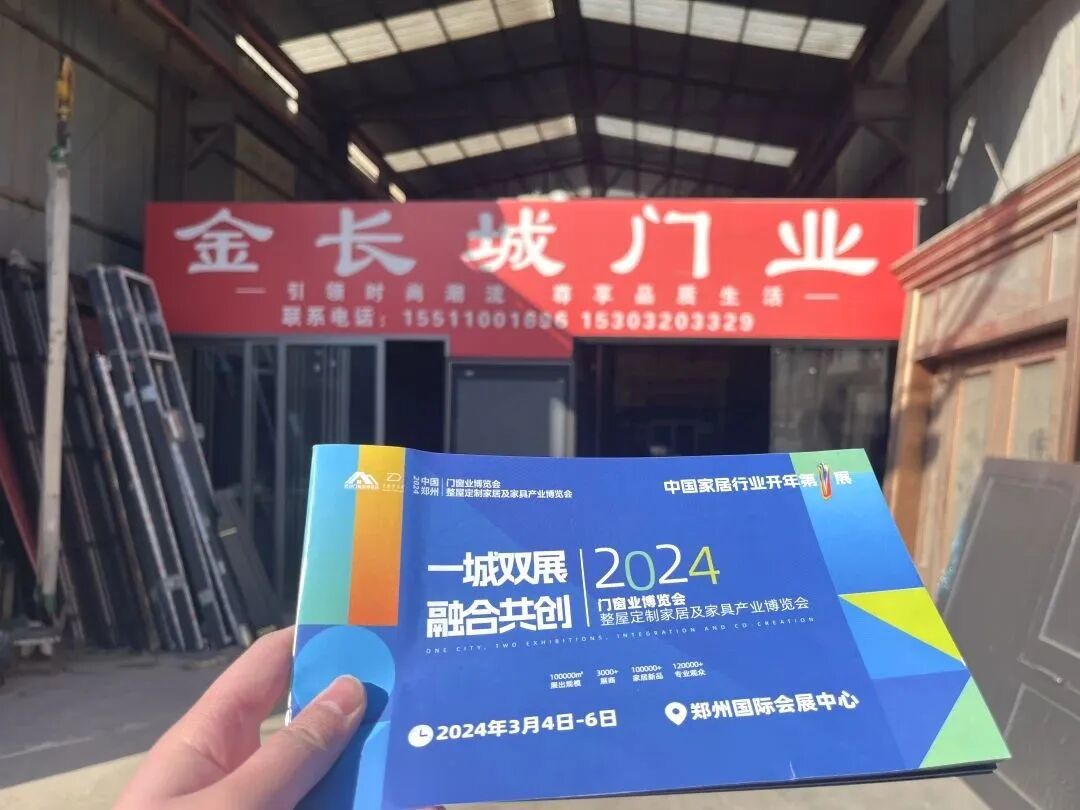 金长城门业
引领时尚潮流 尊享品质生活
联系电话：15511001696 15303203329
2024 中国郑州
门窗业博览会
整屋定制家居及家具产业博览会
中国家居行业开年第1展
一城双展
融合共创
2024
门窗业博览会
整屋定制家居及家具产业博览会
ONE CITY, TWO EXHIBITIONS, INTEGRATION AND CO-CREATION
100000㎡ 3000+ 100000+ 120000+
展出规模 展商 家居新品 专业观众
2024年3月4日-6日
郑州国际会展中心